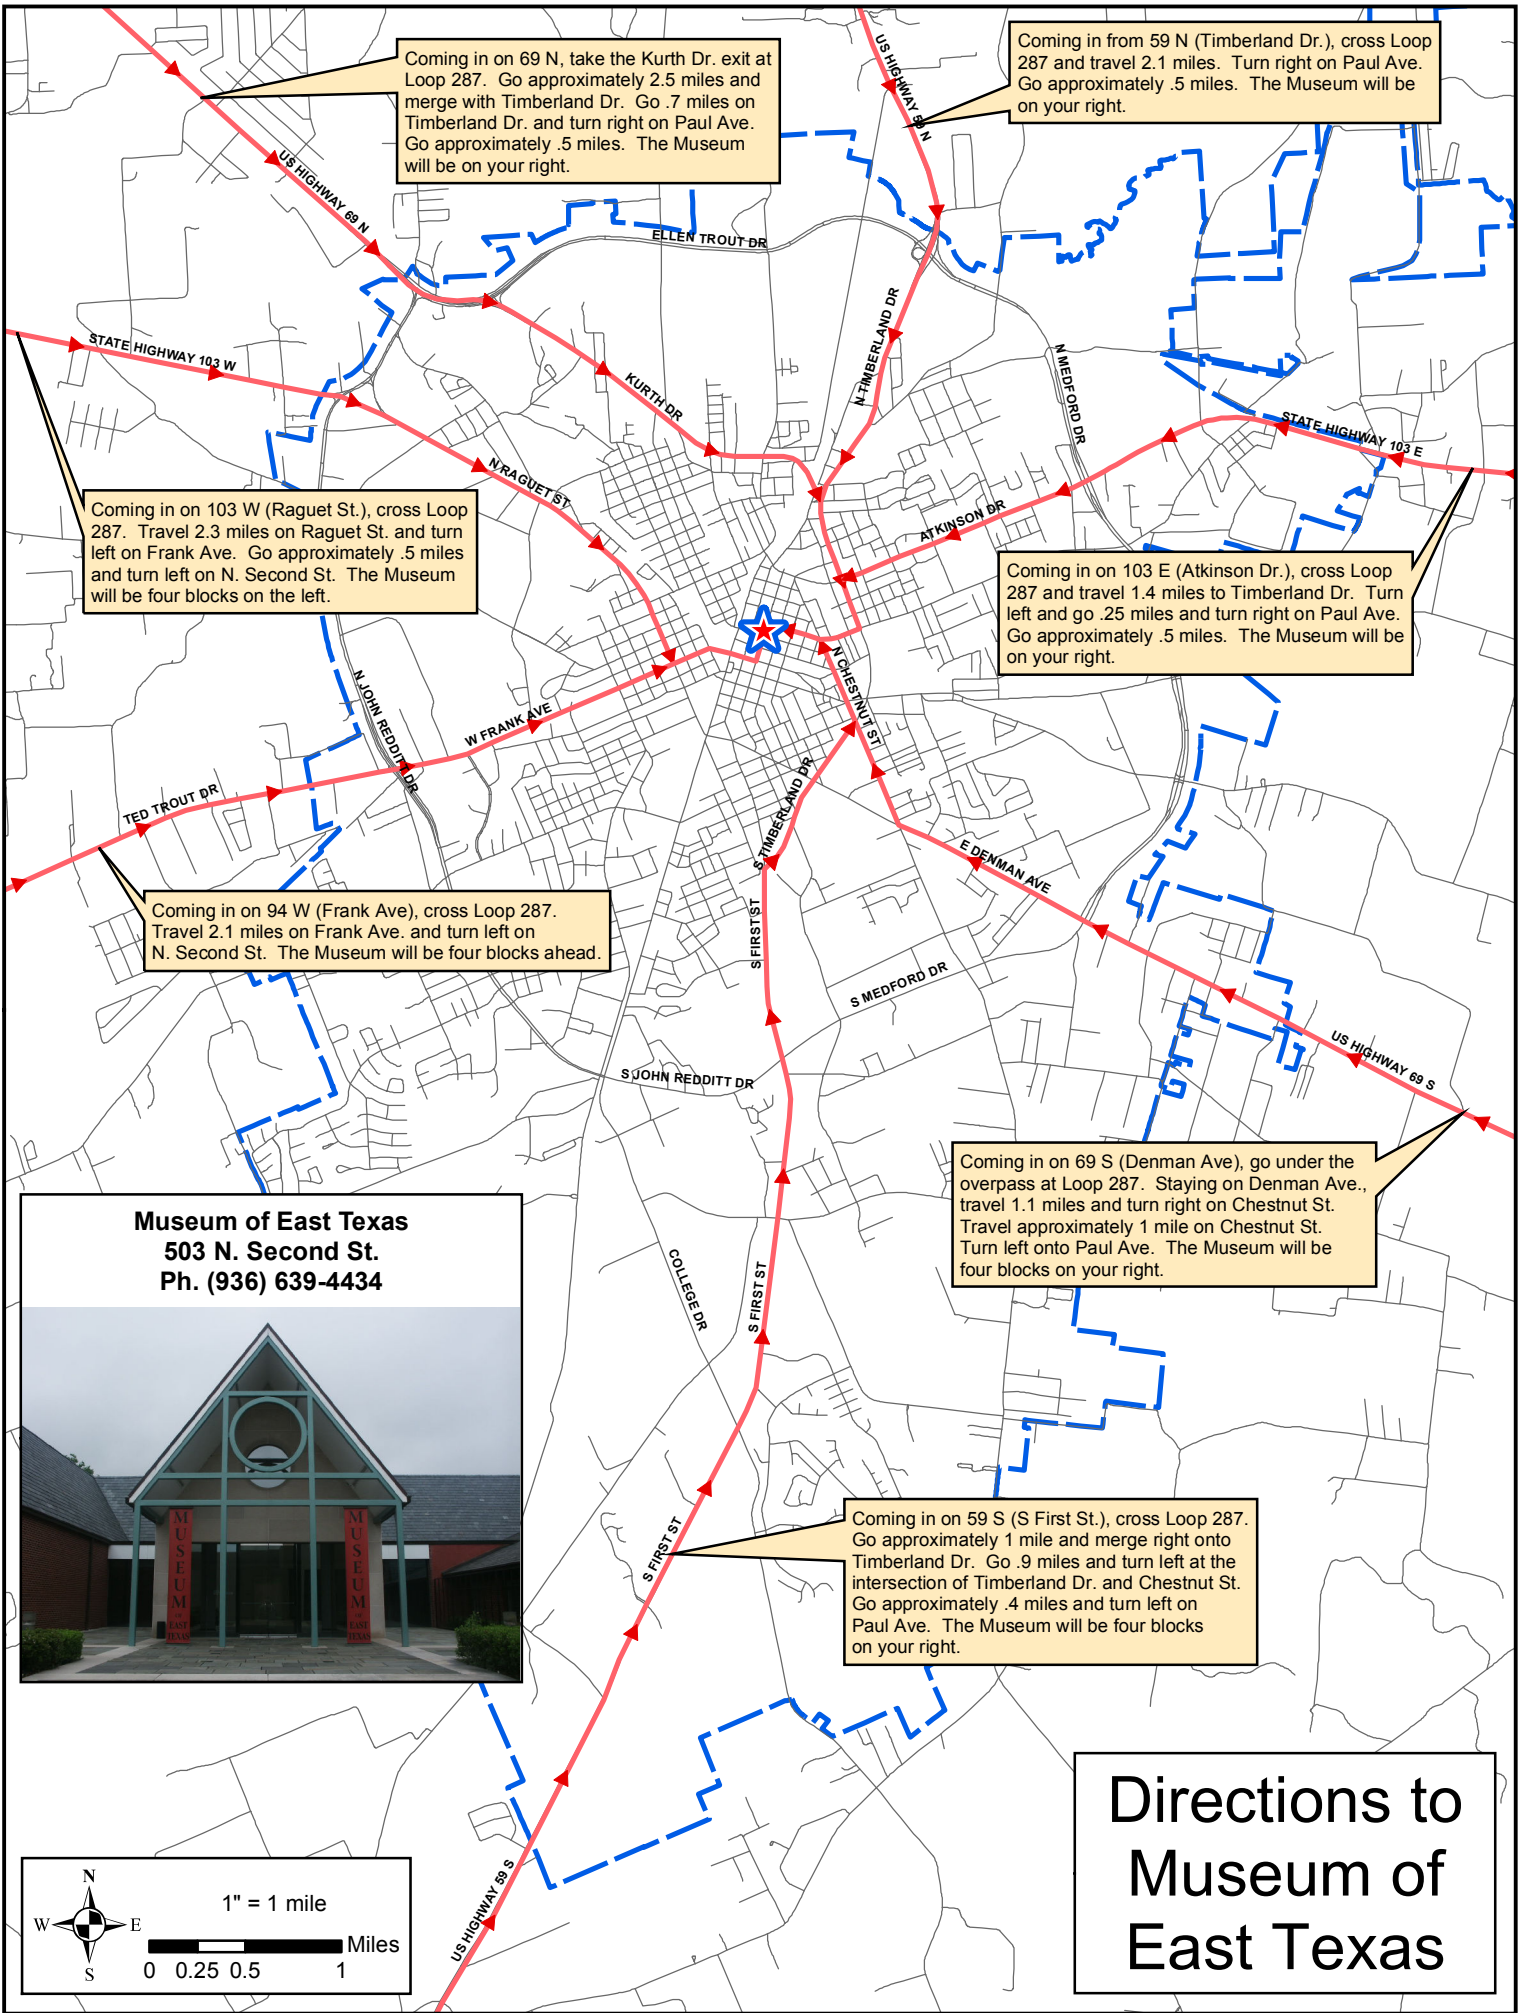 Coming in on 69 N, take the Kurth Dr. exit at
Loop 287. Go approximately 2.5 miles and
merge with Timberland Dr. Go .7 miles on
Timberland Dr. and turn right on Paul Ave.
Go approximately .5 miles. The Museum
will be on your right.
Coming in from 59 N (Timberland Dr.), cross Loop
287 and travel 2.1 miles. Turn right on Paul Ave.
Go approximately .5 miles. The Museum will be
on your right.
US HIGHWAY 59 N
US HIGHWAY 69 N
ELLEN TROUT DR
N TIMBERLAND DR
N MEDFORD DR
STATE HIGHWAY 103 W
KURTH DR
STATE HIGHWAY 103 E
N RAGUET ST
ATKINSON DR
Coming in on 103 W (Raguet St.), cross Loop
287. Travel 2.3 miles on Raguet St. and turn
left on Frank Ave. Go approximately .5 miles
and turn left on N. Second St. The Museum
will be four blocks on the left.
Coming in on 103 E (Atkinson Dr.), cross Loop
287 and travel 1.4 miles to Timberland Dr. Turn
left and go .25 miles and turn right on Paul Ave.
Go approximately .5 miles. The Museum will be
on your right.
N JOHN REDDITT DR
N CHESTNUT ST
W FRANK AVE
TED TROUT DR
S TIMBERLAND DR
E DENMAN AVE
Coming in on 94 W (Frank Ave), cross Loop 287.
Travel 2.1 miles on Frank Ave. and turn left on
N. Second St. The Museum will be four blocks ahead.
S FIRST ST
S MEDFORD DR
S JOHN REDDITT DR
US HIGHWAY 69 S
Coming in on 69 S (Denman Ave), go under the
overpass at Loop 287. Staying on Denman Ave.,
travel 1.1 miles and turn right on Chestnut St.
Travel approximately 1 mile on Chestnut St.
Turn left onto Paul Ave. The Museum will be
four blocks on your right.
Museum of East Texas
503 N. Second St.
Ph. (936) 639-4434
COLLEGE DR
S FIRST ST
MUSEUM
OF
EAST
TEXAS
MUSEUM
OF
EAST
TEXAS
S FIRST ST
Coming in on 59 S (S First St.), cross Loop 287.
Go approximately 1 mile and merge right onto
Timberland Dr. Go .9 miles and turn left at the
intersection of Timberland Dr. and Chestnut St.
Go approximately .4 miles and turn left on
Paul Ave. The Museum will be four blocks
on your right.
US HIGHWAY 59 S
Directions to
Museum of
East Texas
N
W E
S
1" = 1 mile
Miles
0 0.25 0.5 1